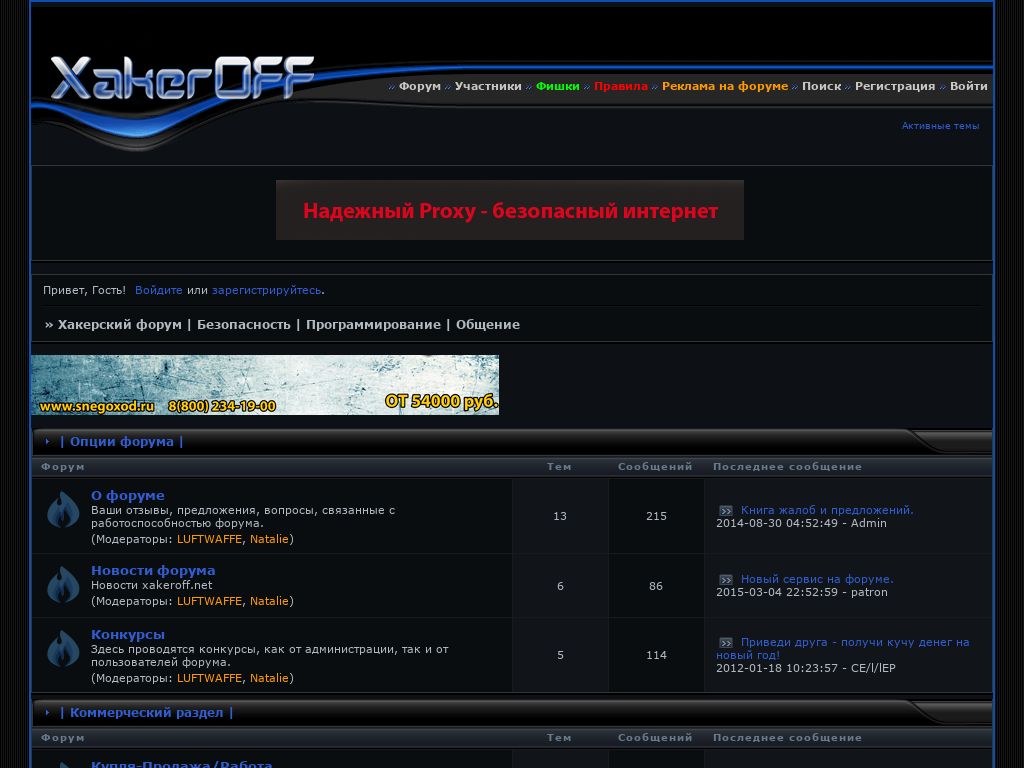 XakerOFF
Форум Участники Фишки Правила Реклама на форуме Поиск Регистрация Войти
Активные темы
Надежный Proxy - безопасный интернет
Привет, Гость! Войдите или зарегистрируйтесь.
» Хакерский форум | Безопасность | Программирование | Общение
www.snegoxod.ru 8(800) 234-19-00 ОТ 54000 руб.
| Опции форума |
Форум Тем Сообщений Последнее сообщение
О форуме
Ваши отзывы, предложения, вопросы, связанные с
работоспособностью форума.
(Модераторы: LUFTWAFFE, Natalie)
13 215
Книга жалоб и предложений.
2014-08-30 04:52:49 - Admin
Новости форума
Новости xakeroff.net
(Модераторы: LUFTWAFFE, Natalie)
6 86
Новый сервис на форуме.
2015-03-04 22:52:59 - patron
Конкурсы
Здесь проводятся конкурсы, как от администрации, так и от
пользователей форума.
(Модераторы: LUFTWAFFE, Natalie)
5 114
Приведи друга - получи кучу денег на
новый год!
2012-01-18 10:23:57 - CE/l/lEP
| Коммерческий раздел |
Форум Тем Сообщений Последнее сообщение
Купля-Продажа/Работа